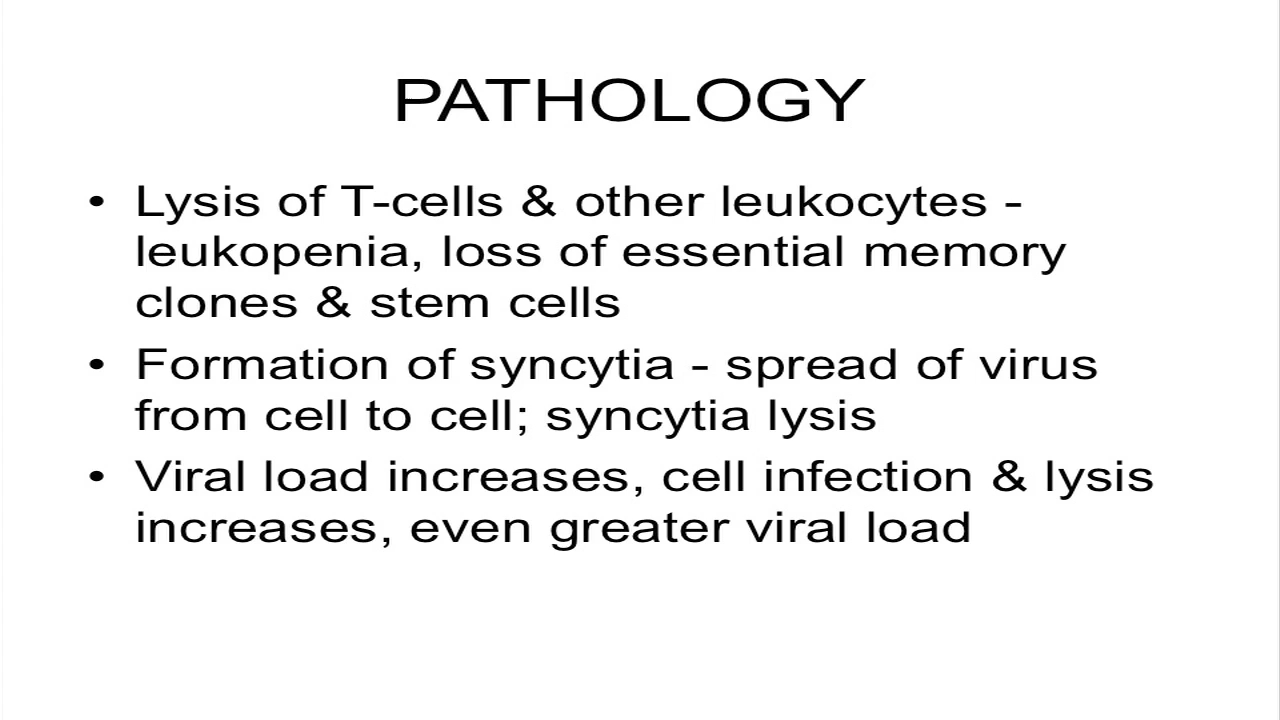 PATHOLOGY
• Lysis of T-cells & other leukocytes -
leukopenia, loss of essential memory
clones & stem cells
• Formation of syncytia - spread of virus
from cell to cell; syncytia lysis
• Viral load increases, cell infection & lysis
increases, even greater viral load